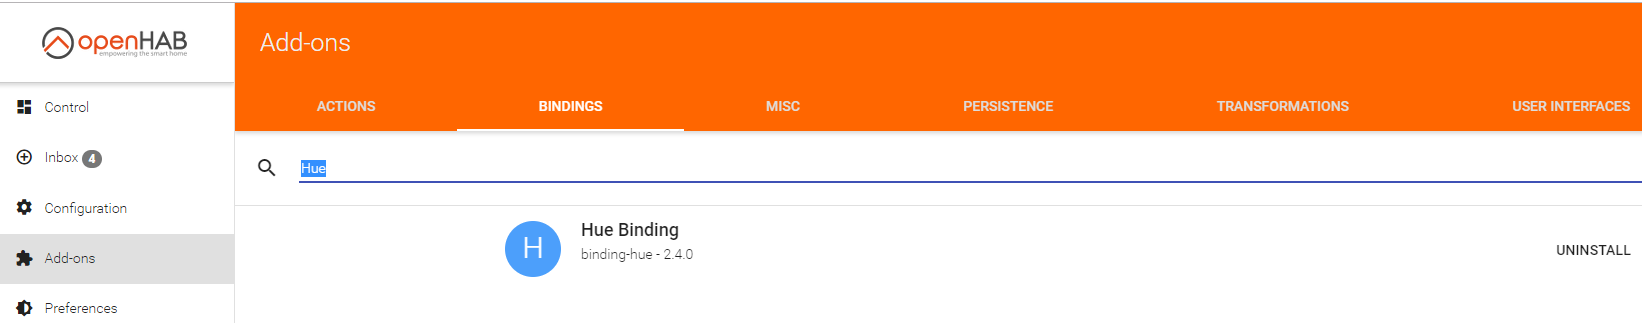 openHAB
empowering the smart home
Add-ons
ACTIONS
BINDINGS
MISC
PERSISTENCE
TRANSFORMATIONS
USER INTERFACES
Control
Inbox 4
Configuration
Add-ons
Preferences
Hue
H
Hue Binding
binding-hue - 2.4.0
UNINSTALL